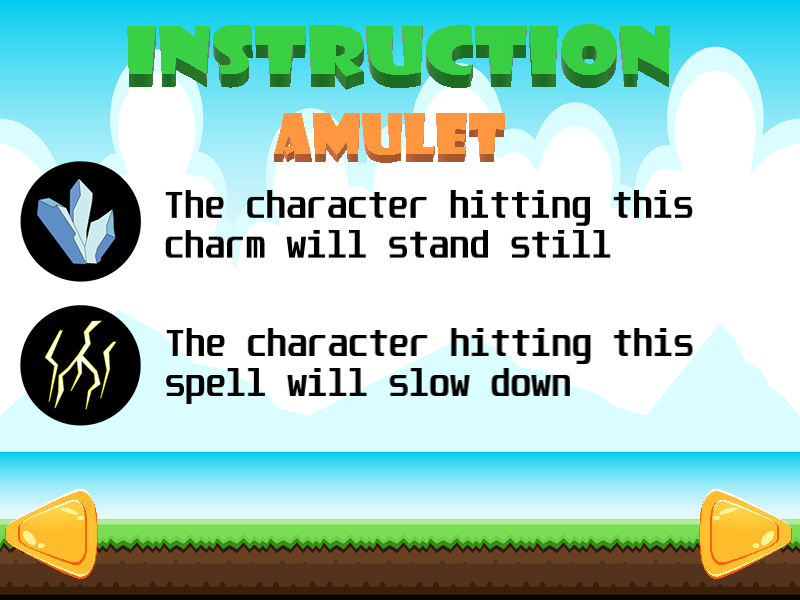 INSTRUCTION
AMULET
The character hitting this
charm will stand still
The character hitting this
spell will slow down